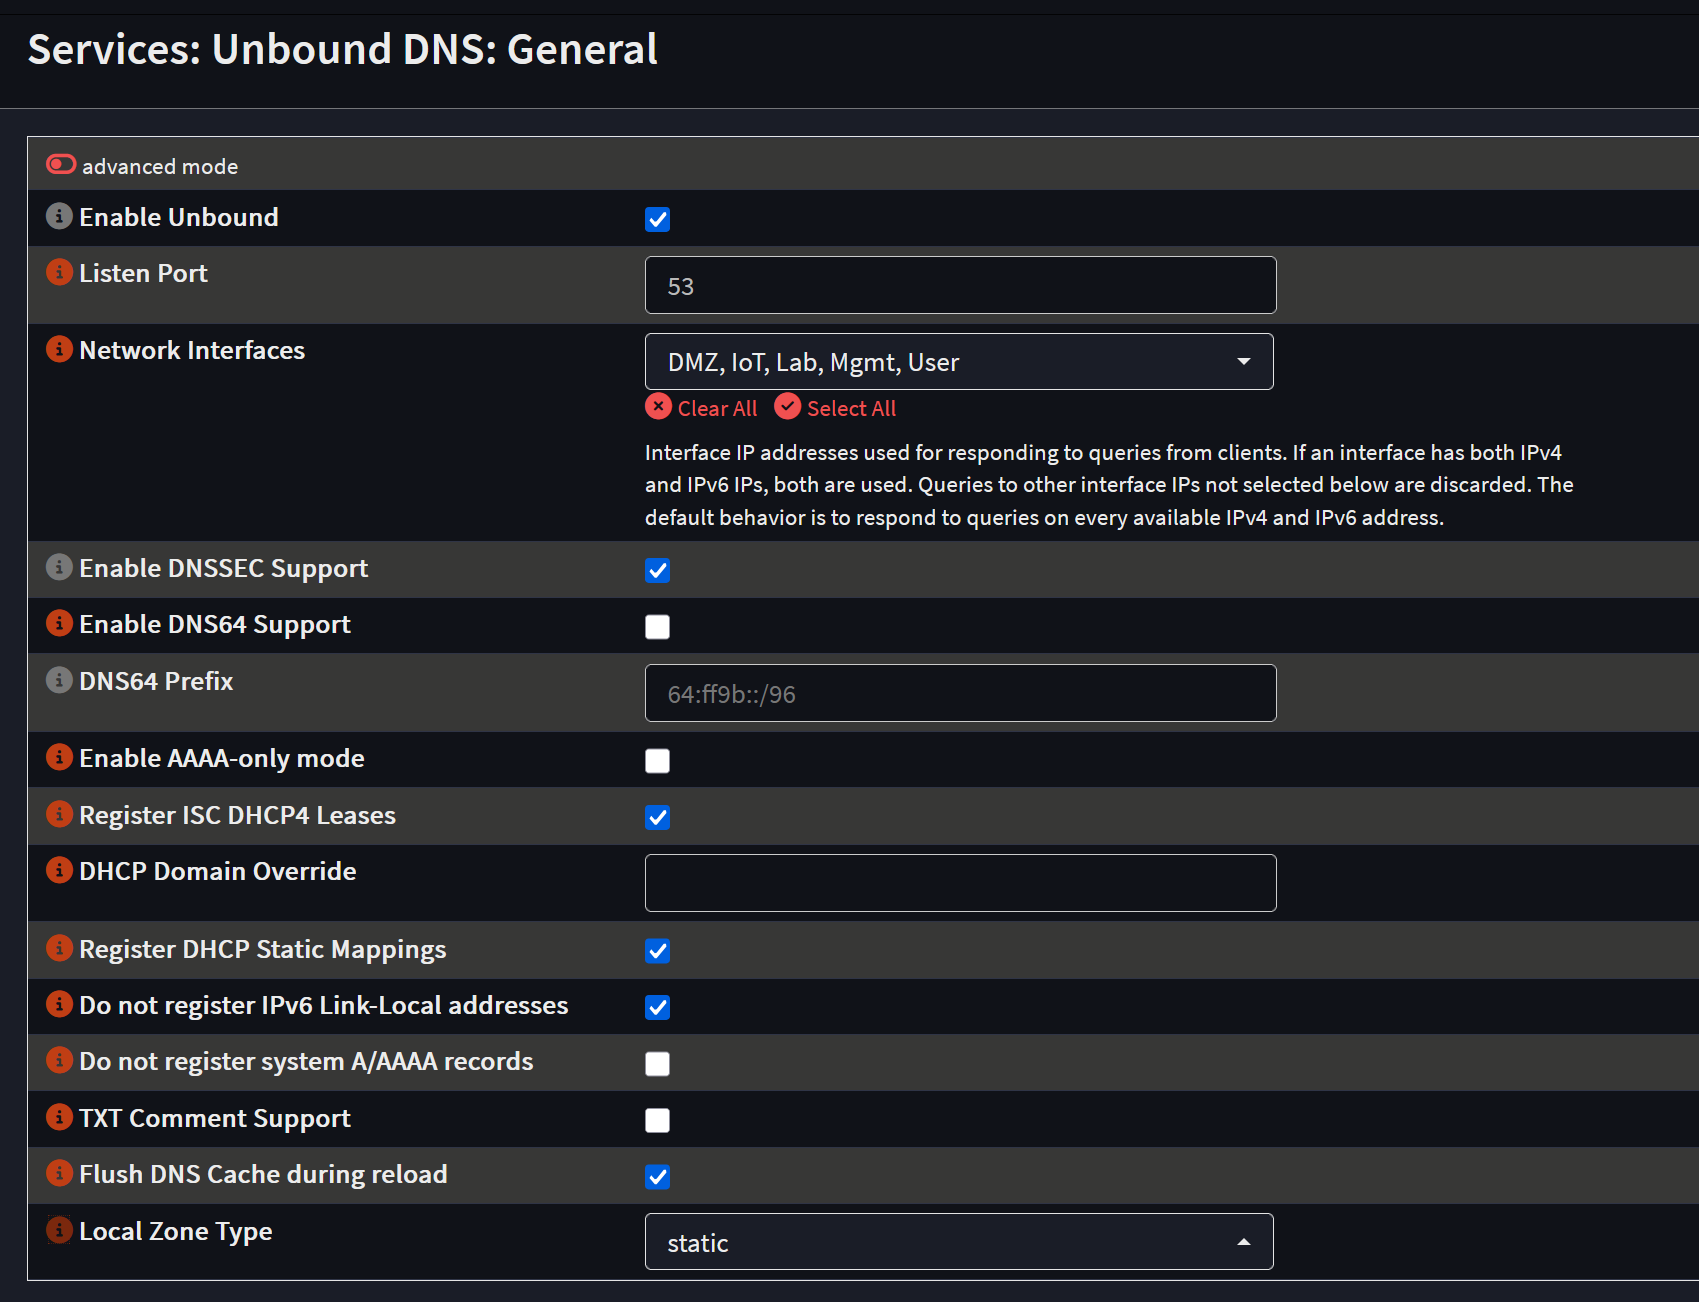 Services: Unbound DNS: General
advanced mode
Enable Unbound
Listen Port
53
Network Interfaces
DMZ, IoT, Lab, Mgmt, User
Clear All Select All
Interface IP addresses used for responding to queries from clients. If an interface has both IPv4
and IPv6 IPs, both are used. Queries to other interface IPs not selected below are discarded. The
default behavior is to respond to queries on every available IPv4 and IPv6 address.
Enable DNSSEC Support
Enable DNS64 Support
DNS64 Prefix
64:ff9b::/96
Enable AAAA-only mode
Register ISC DHCP4 Leases
DHCP Domain Override
Register DHCP Static Mappings
Do not register IPv6 Link-Local addresses
Do not register system A/AAAA records
TXT Comment Support
Flush DNS Cache during reload
Local Zone Type
static